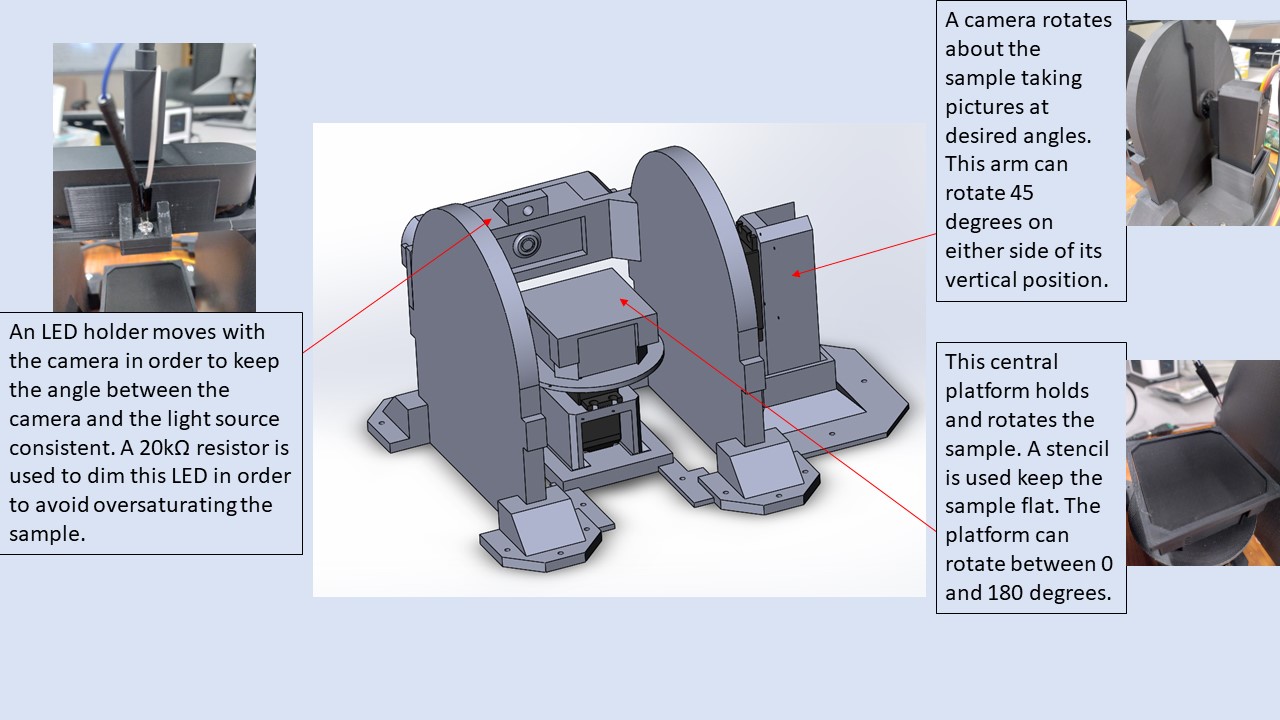 A camera rotates
about the
sample taking
pictures at
desired angles.
This arm can
rotate 45
degrees on
either side of its
vertical position.
An LED holder moves with
the camera in order to keep
the angle between the
camera and the light source
consistent. A 20kΩ resistor is
used to dim this LED in order
to avoid oversaturating the
sample.
This central
platform holds
and rotates the
sample. A stencil
is used keep the
sample flat. The
platform can
rotate between 0
and 180 degrees.